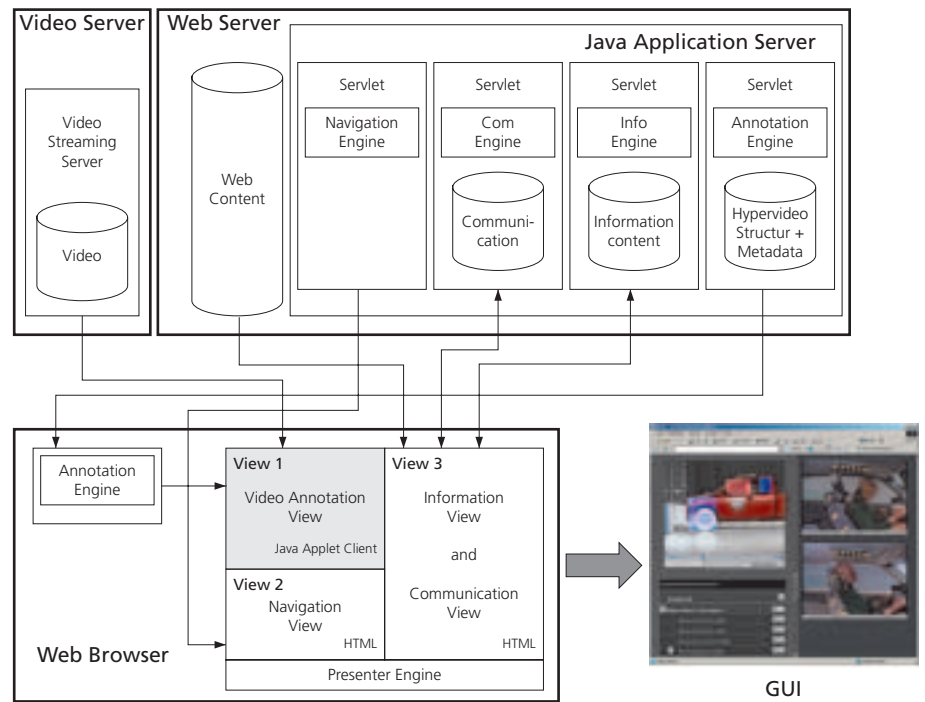 Video Server
Web Server
Java Application Server
Video
Streaming
Server
Video
Web
Content
Servlet
Navigation
Engine
Servlet
Com
Engine
Communi-
cation
Servlet
Info
Engine
Information
content
Servlet
Annotation
Engine
Hypervideo
Structur +
Metadata
Annotation
Engine
View 1
Video Annotation
View
Java Applet Client
View 2
Navigation
View
HTML
View 3
Information
View
and
Communication
View
HTML
Presenter Engine
Web Browser
GUI